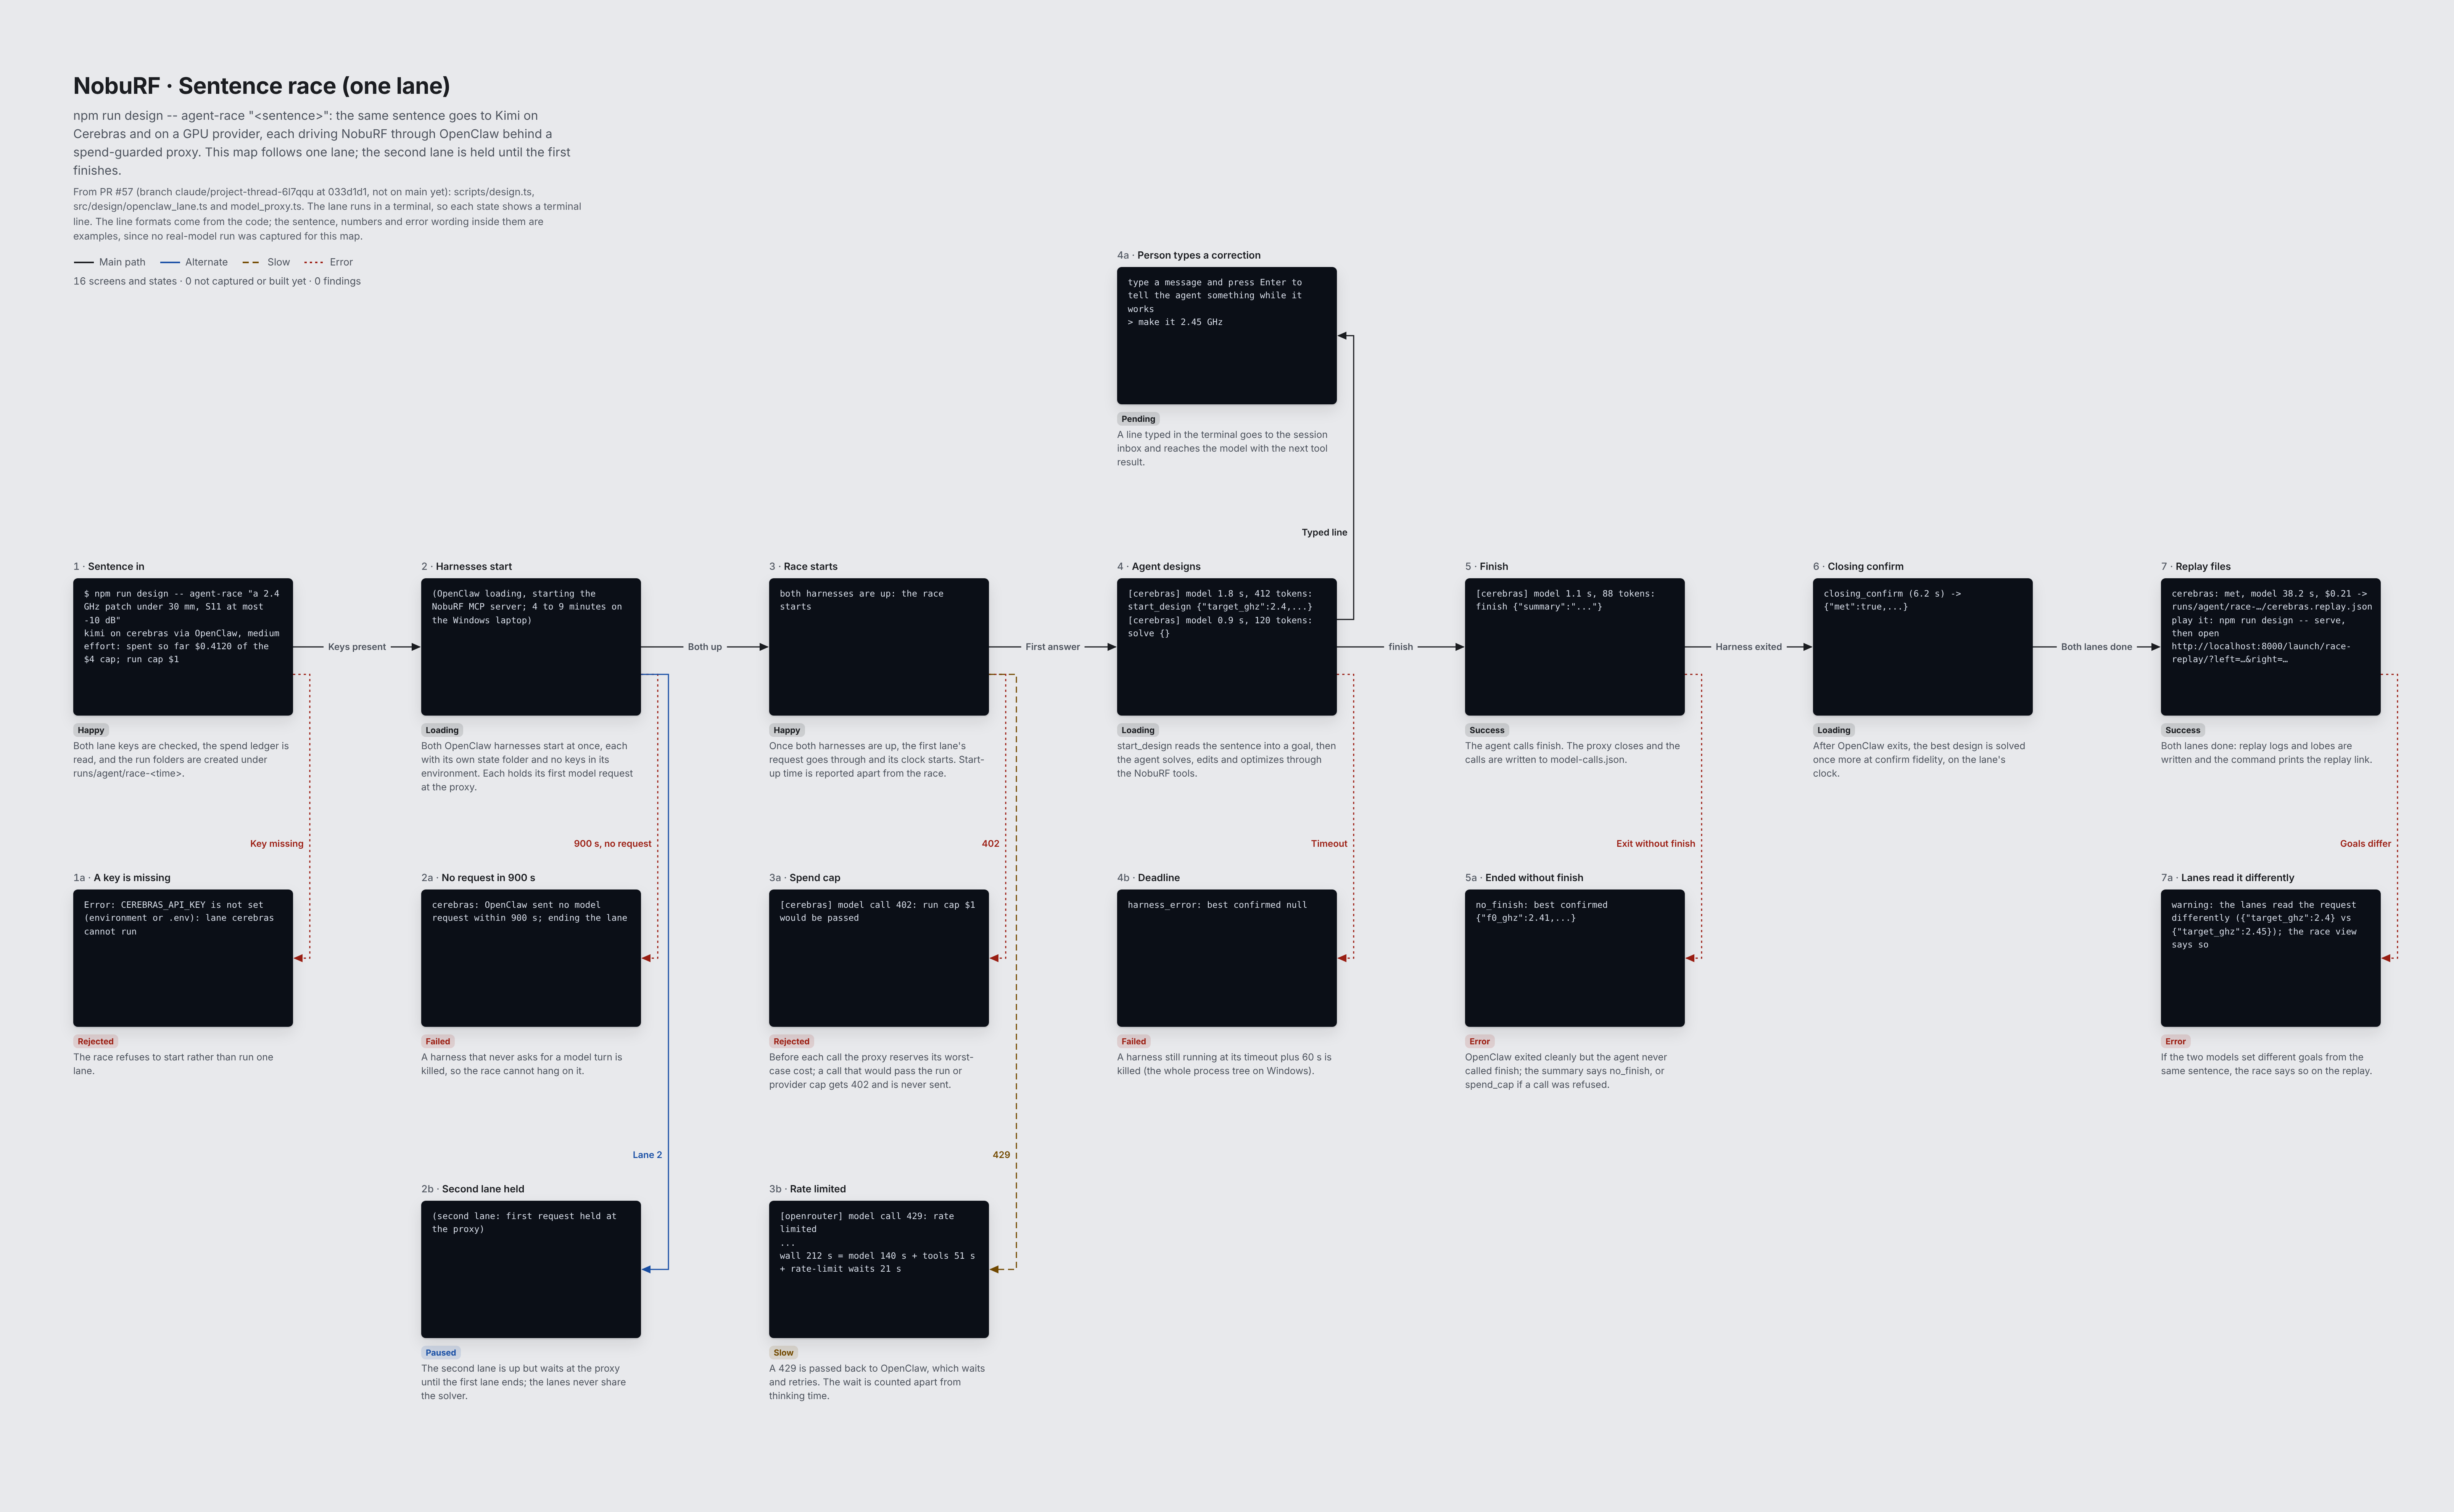 NobuRF · Sentence race (one lane)
npm run design -- agent-race "<sentence>": the same sentence goes to Kimi on
Cerebras and on a GPU provider, each driving NobuRF through OpenClaw behind a
spend-guarded proxy. This map follows one lane; the second lane is held until the first
finishes.
From PR #57 (branch claude/project-thread-6l7qqu at 033d1d1, not on main yet): scripts/design.ts,
src/design/openclaw_lane.ts and model_proxy.ts. The lane runs in a terminal, so each state shows a terminal
line. The line formats come from the code; the sentence, numbers and error wording inside them are
examples, since no real-model run was captured for this map.
Main path Alternate Slow Error
16 screens and states · 0 not captured or built yet · 0 findings
4a · Person types a correction
type a message and press Enter to
tell the agent something while it
works
> make it 2.45 GHz
Pending
A line typed in the terminal goes to the session
inbox and reaches the model with the next tool
result.
Typed line
1 · Sentence in
$ npm run design -- agent-race "a 2.4
GHz patch under 30 mm, S11 at most
-10 dB"
kimi on cerebras via OpenClaw, medium
effort: spent so far $0.4120 of the
$4 cap; run cap $1
Happy
Both lane keys are checked, the spend ledger is
read, and the run folders are created under
runs/agent/race-<time>.
Keys present
2 · Harnesses start
(OpenClaw loading, starting the
NobuRF MCP server; 4 to 9 minutes on
the Windows laptop)
Loading
Both OpenClaw harnesses start at once, each
with its own state folder and no keys in its
environment. Each holds its first model request
at the proxy.
Both up
3 · Race starts
both harnesses are up: the race
starts
Happy
Once both harnesses are up, the first lane's
request goes through and its clock starts. Start-
up time is reported apart from the race.
First answer
4 · Agent designs
[cerebras] model 1.8 s, 412 tokens:
start_design {"target_ghz":2.4,...}
[cerebras] model 0.9 s, 120 tokens:
solve {}
Loading
start_design reads the sentence into a goal, then
the agent solves, edits and optimizes through
the NobuRF tools.
finish
5 · Finish
[cerebras] model 1.1 s, 88 tokens:
finish {"summary":"..."}
Success
The agent calls finish. The proxy closes and the
calls are written to model-calls.json.
Harness exited
6 · Closing confirm
closing_confirm (6.2 s) ->
{"met":true,...}
Loading
After OpenClaw exits, the best design is solved
once more at confirm fidelity, on the lane's
clock.
Both lanes done
7 · Replay files
cerebras: met, model 38.2 s, $0.21 ->
runs/agent/race-…/cerebras.replay.json
play it: npm run design -- serve,
then open
http://localhost:8000/launch/race-
replay/?left=…&right=…
Success
Both lanes done: replay logs and lobes are
written and the command prints the replay link.
Key missing
900 s, no request
402
Timeout
Exit without finish
Goals differ
1a · A key is missing
Error: CEREBRAS_API_KEY is not set
(environment or .env): lane cerebras
cannot run
Rejected
The race refuses to start rather than run one
lane.
2a · No request in 900 s
cerebras: OpenClaw sent no model
request within 900 s; ending the lane
Failed
A harness that never asks for a model turn is
killed, so the race cannot hang on it.
3a · Spend cap
[cerebras] model call 402: run cap $1
would be passed
Rejected
Before each call the proxy reserves its worst-
case cost; a call that would pass the run or
provider cap gets 402 and is never sent.
4b · Deadline
harness_error: best confirmed null
Failed
A harness still running at its timeout plus 60 s is
killed (the whole process tree on Windows).
5a · Ended without finish
no_finish: best confirmed
{"f0_ghz":2.41,...}
Error
OpenClaw exited cleanly but the agent never
called finish; the summary says no_finish, or
spend_cap if a call was refused.
7a · Lanes read it differently
warning: the lanes read the request
differently ({"target_ghz":2.4} vs
{"target_ghz":2.45}); the race view
says so
Error
If the two models set different goals from the
same sentence, the race says so on the replay.
Lane 2
429
2b · Second lane held
(second lane: first request held at
the proxy)
Paused
The second lane is up but waits at the proxy
until the first lane ends; the lanes never share
the solver.
3b · Rate limited
[openrouter] model call 429: rate
limited
...
wall 212 s = model 140 s + tools 51 s
+ rate-limit waits 21 s
Slow
A 429 is passed back to OpenClaw, which waits
and retries. The wait is counted apart from
thinking time.